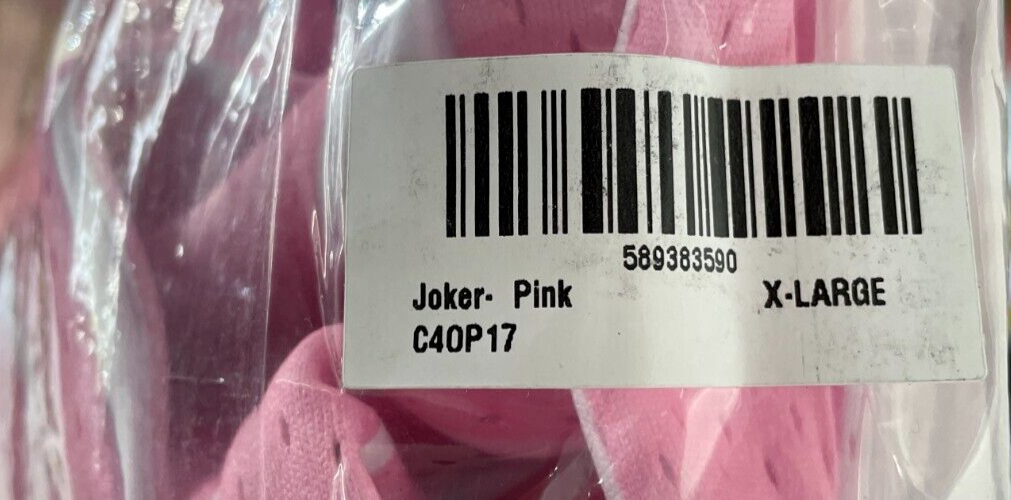 589383590
Joker- Pink X-LARGE
C40P17